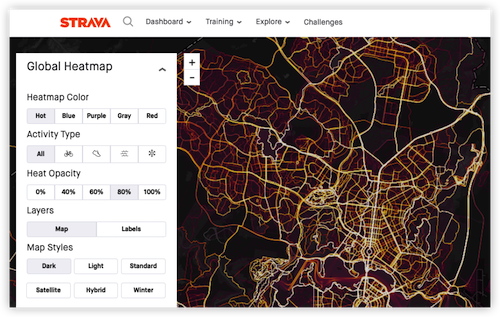 STRAVA Dashboard Training Explore Challenges
Global Heatmap
+
-
Heatmap Color
Hot Blue Purple Gray Red
Activity Type
All
Heat Opacity
0% 40% 60% 80% 100%
Layers
Map Labels
Map Styles
Dark Light Standard
Satellite Hybrid Winter